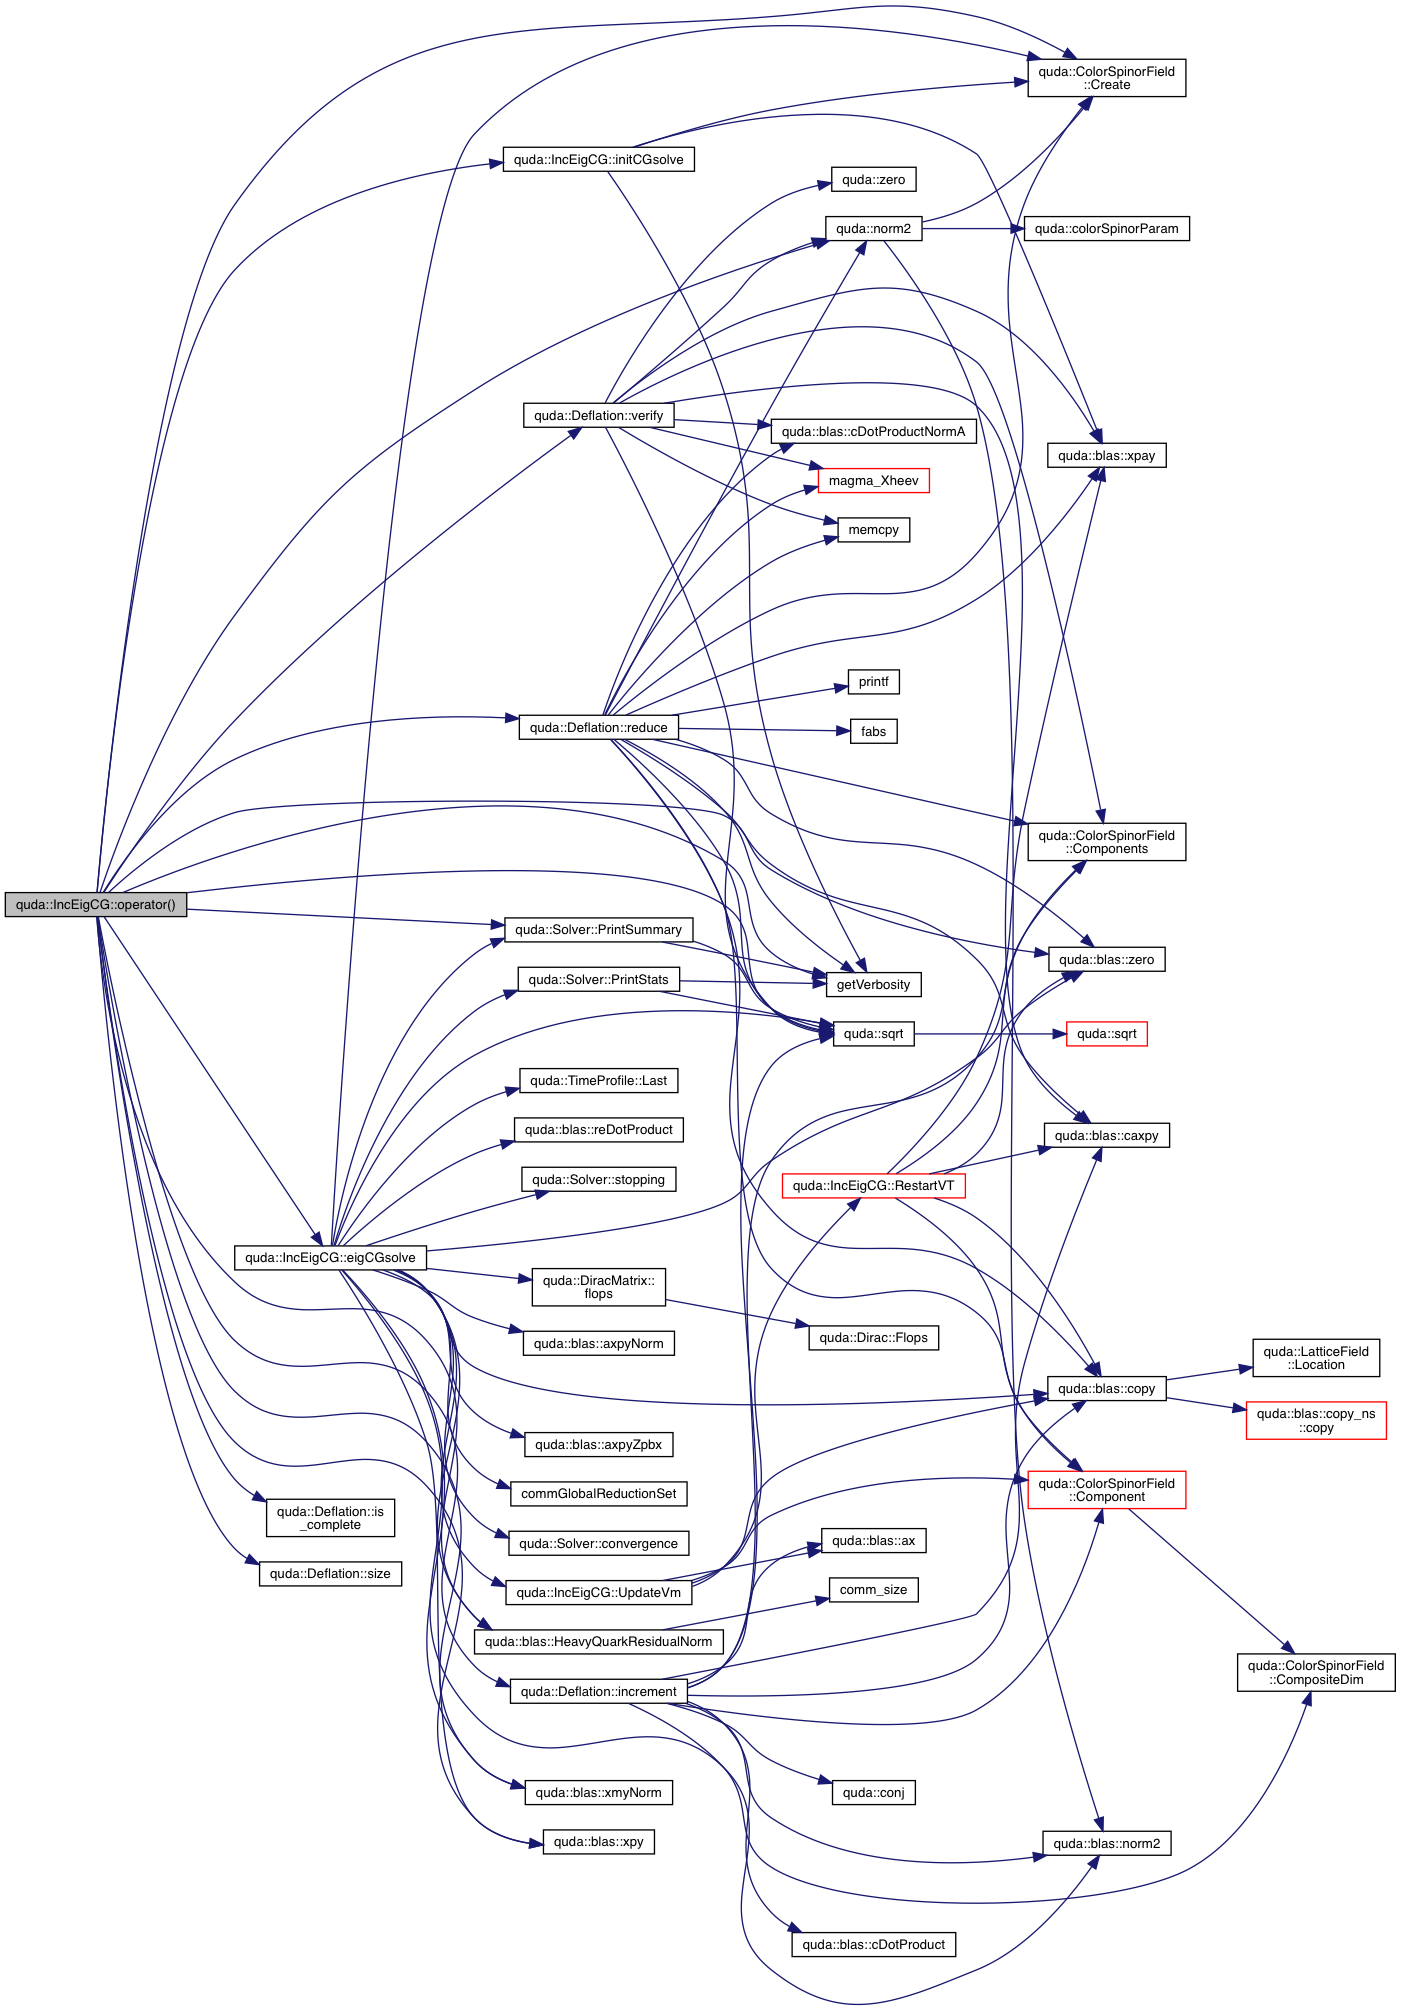 quda::ColorSpinorField
::Create
quda::IncEigCG::initCGsolve
quda::zero
quda::norm2
quda::colorSpinorParam
quda::Deflation::verify
quda::blas::cDotProductNormA
quda::blas::xpay
magma_Xheev
memcpy
printf
quda::Deflation::reduce
fabs
quda::ColorSpinorField
::Components
quda::IncEigCG::operator()
quda::Solver::PrintSummary
quda::blas::zero
quda::Solver::PrintStats
getVerbosity
quda::sqrt
quda::sqrt
quda::TimeProfile::Last
quda::blas::reDotProduct
quda::blas::caxpy
quda::Solver::stopping
quda::IncEigCG::RestartVT
quda::IncEigCG::eigCGsolve
quda::DiracMatrix::
flops
quda::Dirac::Flops
quda::blas::axpyNorm
quda::LatticeField
::Location
quda::blas::copy
quda::blas::copy_ns
::copy
quda::blas::axpyZpbx
commGlobalReductionSet
quda::ColorSpinorField
::Component
quda::Deflation::is
_complete
quda::Solver::convergence
quda::blas::ax
quda::Deflation::size
quda::IncEigCG::UpdateVm
comm_size
quda::blas::HeavyQuarkResidualNorm
quda::ColorSpinorField
::CompositeDim
quda::Deflation::increment
quda::blas::xmyNorm
quda::conj
quda::blas::xpy
quda::blas::norm2
quda::blas::cDotProduct